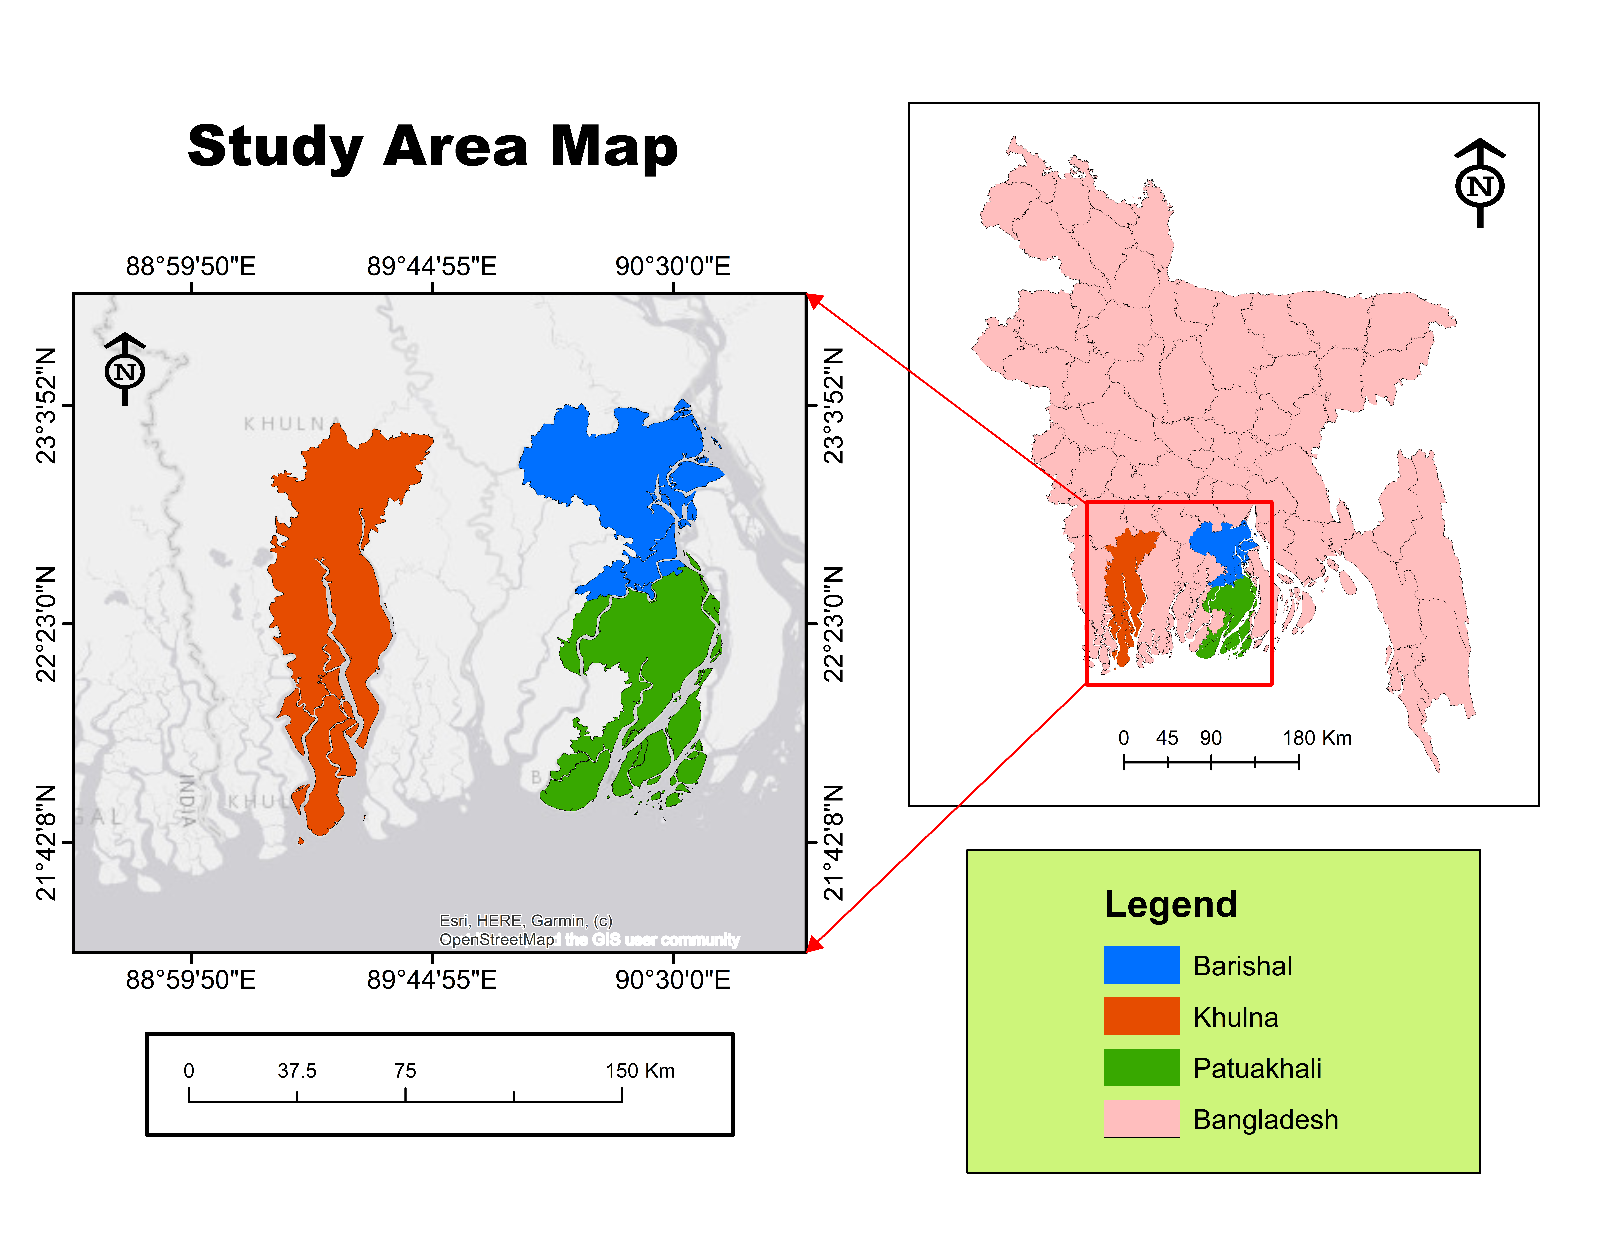 Study Area Map
88°59'50"E 89°44'55"E 90°30'0"E
23°3'52"N
22°23'0"N
21°42'8"N
N
KHULNA
INDIA
KHUL
GAL
B
Esri, HERE, Garmin, (c)
OpenStreetMap d the GIS user community
23°3'52"N
22°23'0"N
21°42'8"N
88°59'50"E 89°44'55"E 90°30'0"E
0 37.5 75 150 Km
N
0 45 90 180 Km
Legend
Barishal
Khulna
Patuakhali
Bangladesh